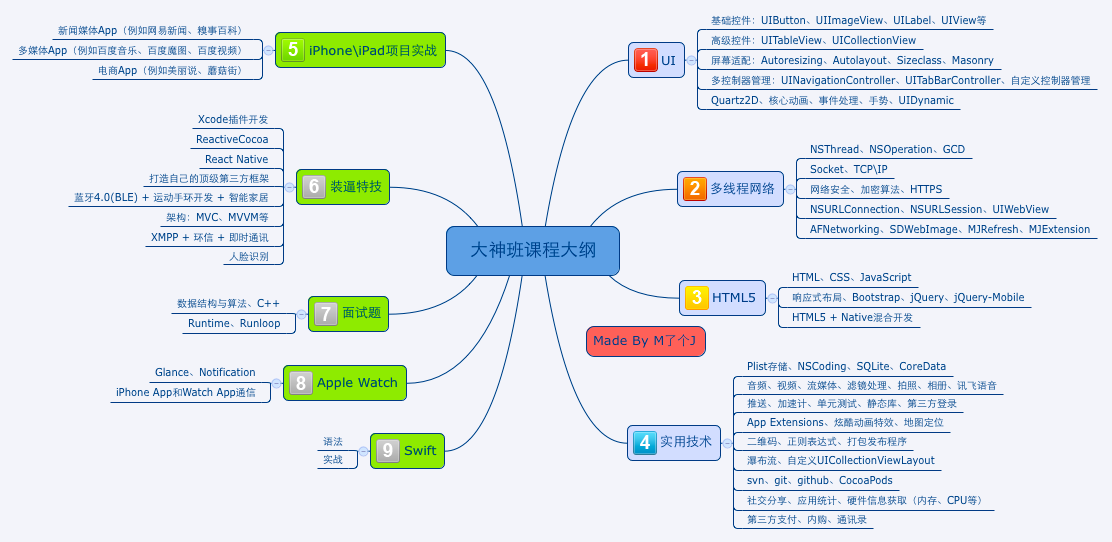 大神班课程大纲
Made By M了个J
1 UI
基础控件：UIButton、UIImageView、UILabel、UIView等
高级控件：UITableView、UICollectionView
屏幕适配：Autoresizing、Autolayout、Sizeclass、Masonry
多控制器管理：UINavigationController、UITabBarController、自定义控制器管理
Quartz2D、核心动画、事件处理、手势、UIDynamic
2 多线程网络
NSThread、NSOperation、GCD
Socket、TCP\IP
网络安全、加密算法、HTTPS
NSURLConnection、NSURLSession、UIWebView
AFNetworking、SDWebImage、MJRefresh、MJExtension
3 HTML5
HTML、CSS、JavaScript
响应式布局、Bootstrap、jQuery、jQuery-Mobile
HTML5 + Native混合开发
4 实用技术
Plist存储、NSCoding、SQLite、CoreData
音频、视频、流媒体、滤镜处理、拍照、相册、讯飞语音
推送、加速计、单元测试、静态库、第三方登录
App Extensions、炫酷动画特效、地图定位
二维码、正则表达式、打包发布程序
瀑布流、自定义UICollectionViewLayout
svn、git、github、CocoaPods
社交分享、应用统计、硬件信息获取（内存、CPU等）
第三方支付、内购、通讯录
5 iPhone\iPad项目实战
新闻媒体App（例如网易新闻、糗事百科）
多媒体App（例如百度音乐、百度魔图、百度视频）
电商App（例如美丽说、蘑菇街）
6 装逼特技
Xcode插件开发
ReactiveCocoa
React Native
打造自己的顶级第三方框架
蓝牙4.0(BLE) + 运动手环开发 + 智能家居
架构：MVC、MVVM等
XMPP + 环信 + 即时通讯
人脸识别
7 面试题
数据结构与算法、C++
Runtime、Runloop
8 Apple Watch
Glance、Notification
iPhone App和Watch App通信
9 Swift
语法
实战